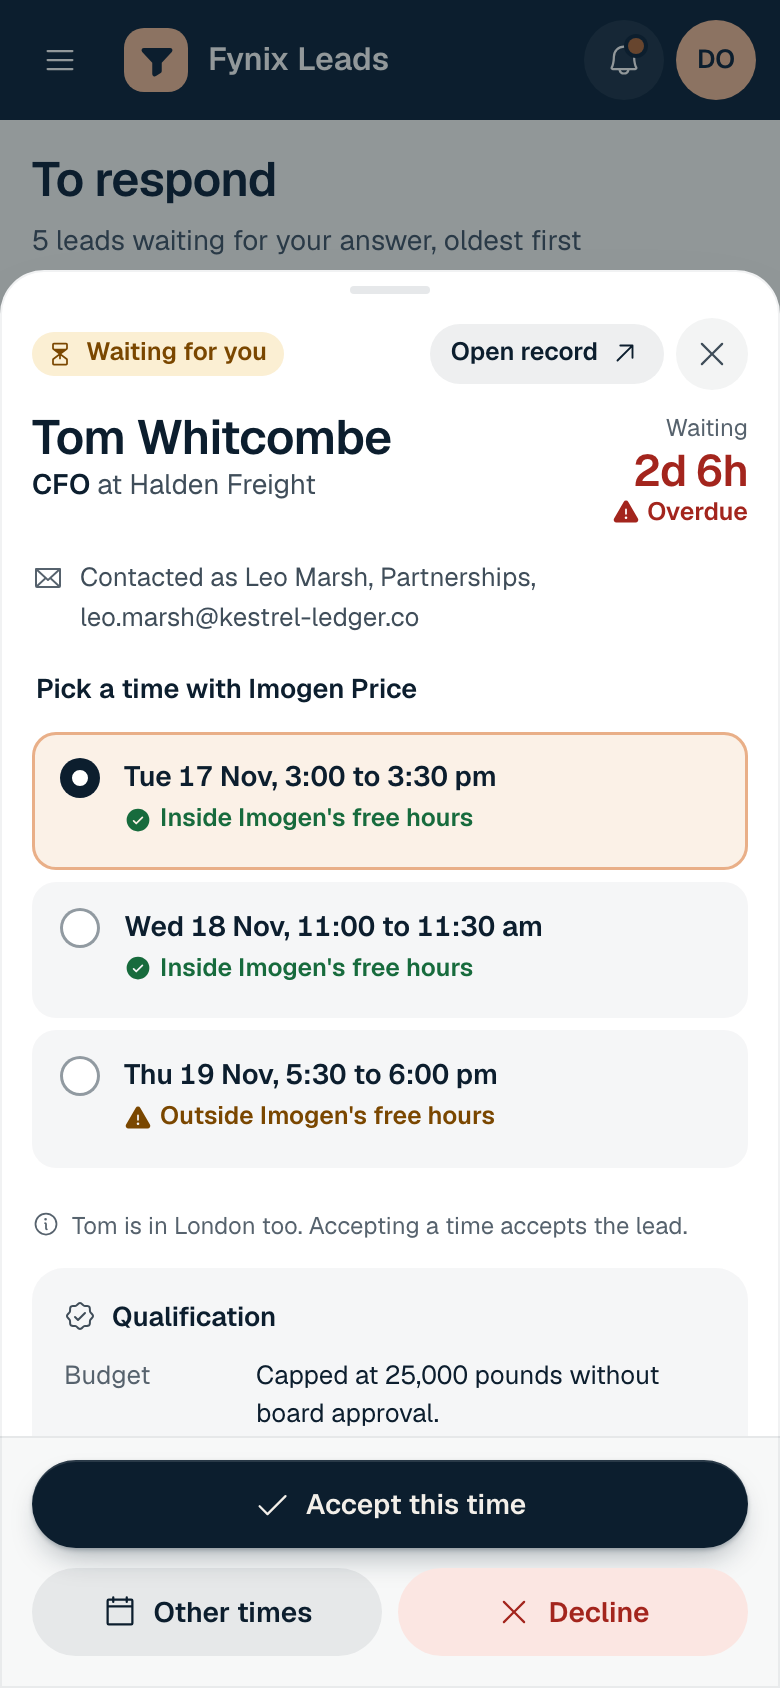 Fynix Leads
DO
To respond
5 leads waiting for your answer, oldest first
Waiting for you
Open record
Tom Whitcombe
CFO at Halden Freight
Waiting
2d 6h
Overdue
Contacted as Leo Marsh, Partnerships,
leo.marsh@kestrel-ledger.co
Pick a time with Imogen Price
Tue 17 Nov, 3:00 to 3:30 pm
Inside Imogen's free hours
Wed 18 Nov, 11:00 to 11:30 am
Inside Imogen's free hours
Thu 19 Nov, 5:30 to 6:00 pm
Outside Imogen's free hours
Tom is in London too. Accepting a time accepts the lead.
Qualification
Budget
Capped at 25,000 pounds without
board approval.
Accept this time
Other times
Decline